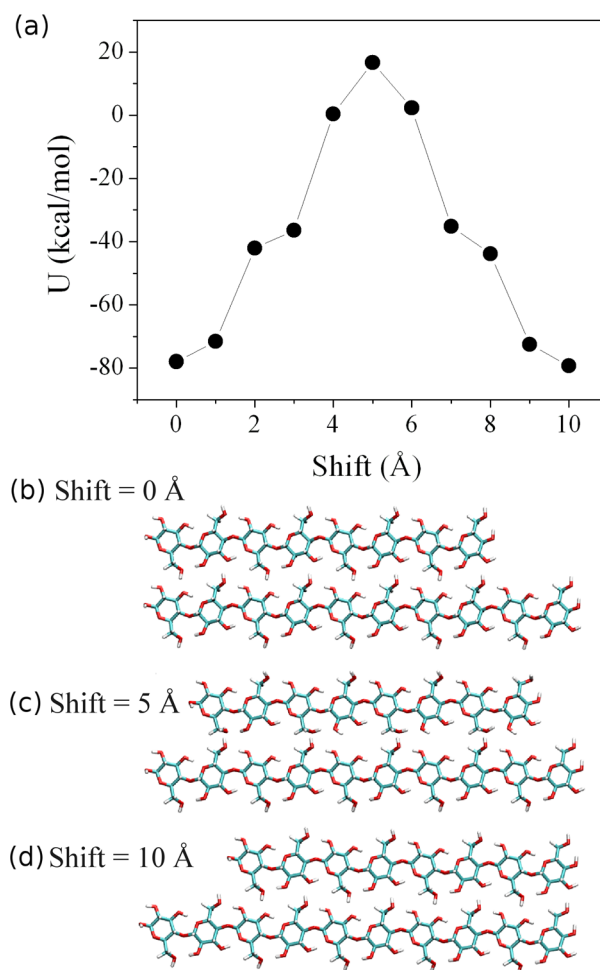 (a)
20
0
-20
-40
-60
-80
U (kcal/mol)
0 2 4 6 8 10
Shift (Å)
(b) Shift = 0 Å
(c) Shift = 5 Å
(d) Shift = 10 Å